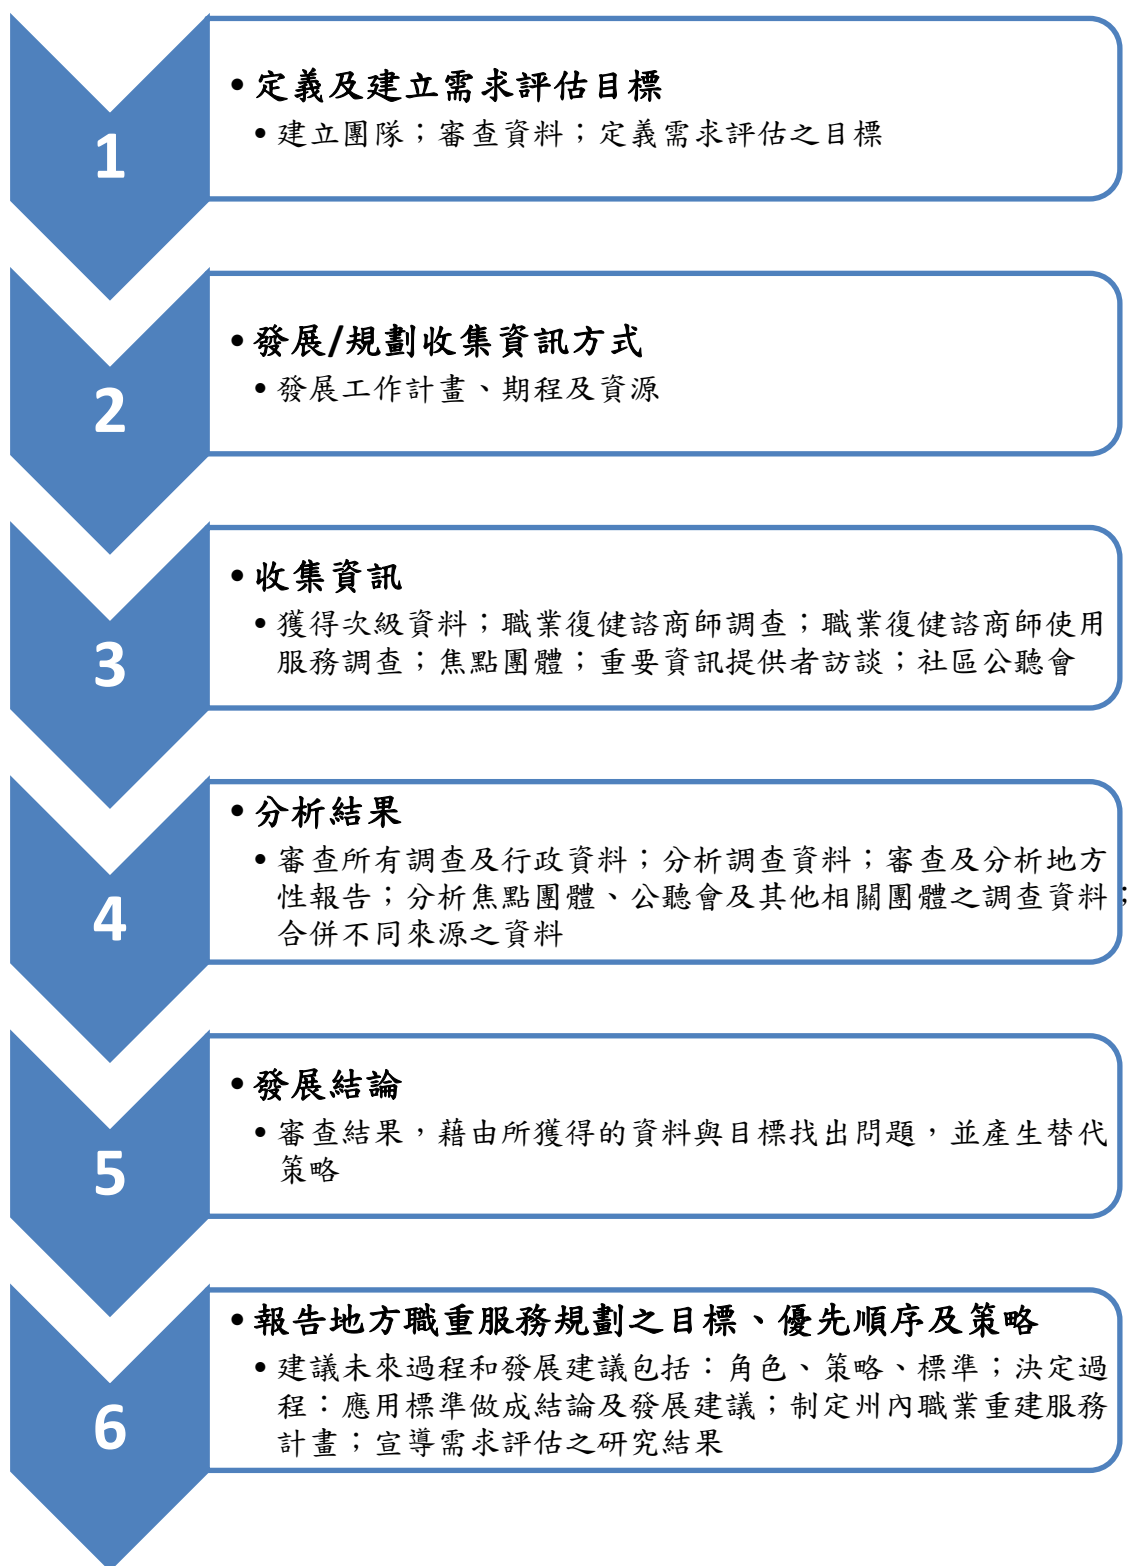 1
•定義及建立需求評估目標
•建立團隊；審查資料；定義需求評估之目標
2
•發展/規劃收集資訊方式
•發展工作計畫、期程及資源
3
•收集資訊
•獲得次級資料；職業復健諮商師調查；職業復健諮商師使用
服務調查；焦點團體；重要資訊提供者訪談；社區公聽會
4
•分析結果
•審查所有調查及行政資料；分析調查資料；審查及分析地方
性報告；分析焦點團體、公聽會及其他相關團體之調查資料；
合併不同來源之資料
5
•發展結論
•審查結果，藉由所獲得的資料與目標找出問題，並產生替代
策略
6
•報告地方職重服務規劃之目標、優先順序及策略
•建議未來過程和發展建議包括：角色、策略、標準；決定過
程：應用標準做成結論及發展建議；制定州內職業重建服務
計畫；宣導需求評估之研究結果